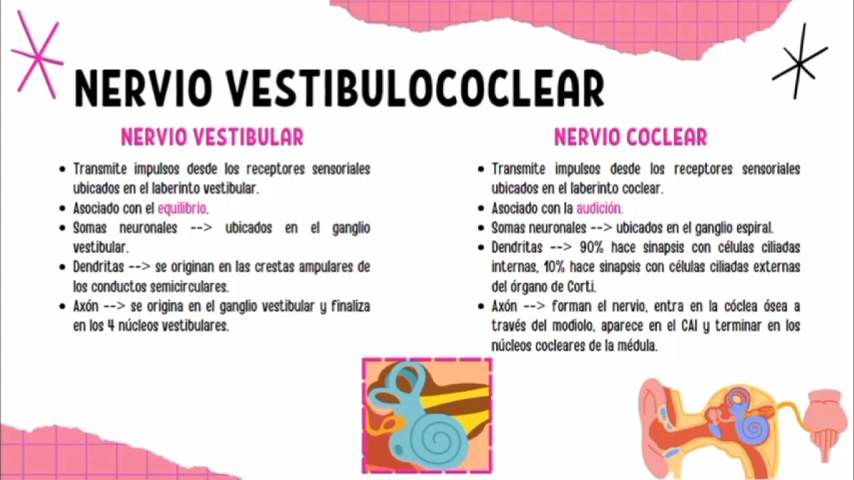 NERVIO VESTIBULOCOCLEAR
NERVIO VESTIBULAR
• Transmite impulsos desde los receptores sensoriales
ubicados en el laberinto vestibular.
• Asociado con el equilibrio.
• Somas neuronales --> ubicados en el ganglio
vestibular.
• Dendritas --> se originan en las crestas ampulares de
los conductos semicirculares.
• Axón --> se origina en el ganglio vestibular y finaliza
en los 4 núcleos vestibulares.
NERVIO COCLEAR
• Transmite impulsos desde los receptores sensoriales
ubicados en el laberinto coclear.
• Asociado con la audición.
• Somas neuronales --> ubicados en el ganglio espiral.
• Dendritas --> 90% hace sinapsis con células ciliadas
internas, 10% hace sinapsis con células ciliadas externas
del órgano de Corti.
• Axón --> forman el nervio, entra en la cóclea ósea a
través del modiolo, aparece en el CAI y terminar en los
núcleos cocleares de la médula.